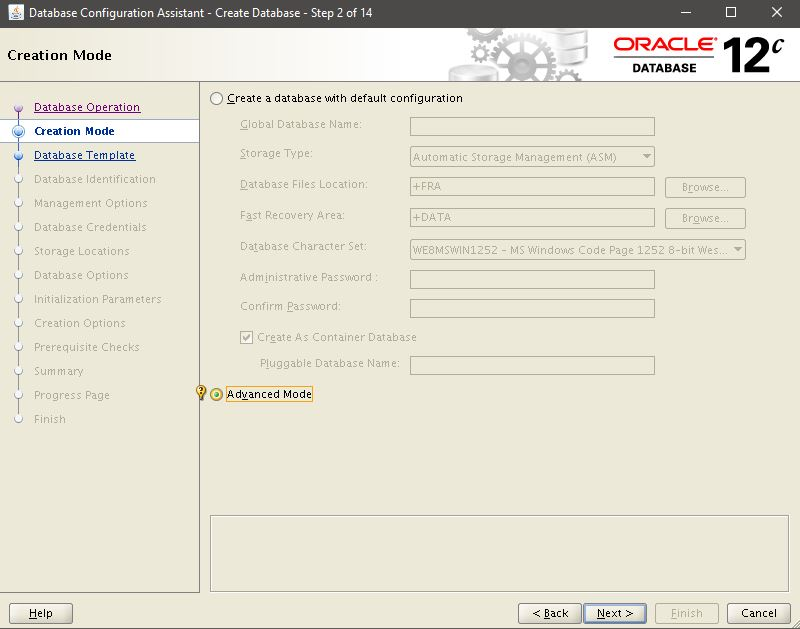 Database Configuration Assistant - Create Database - Step 2 of 14
Creation Mode
ORACLE®
DATABASE
12c
Database Operation
Creation Mode
Database Template
Database Identification
Management Options
Database Credentials
Storage Locations
Database Options
Initialization Parameters
Creation Options
Prerequisite Checks
Summary
Progress Page
Finish
Create a database with default configuration
Global Database Name:
Storage Type: Automatic Storage Management (ASM)
Database Files Location: +FRA Browse...
Fast Recovery Area: +DATA Browse...
Database Character Set: WE8MSWIN1252 - MS Windows Code Page 1252 8-bit Wes...
Administrative Password :
Confirm Password:
Create As Container Database
Pluggable Database Name:
Advanced Mode
Help < Back Next > Finish Cancel